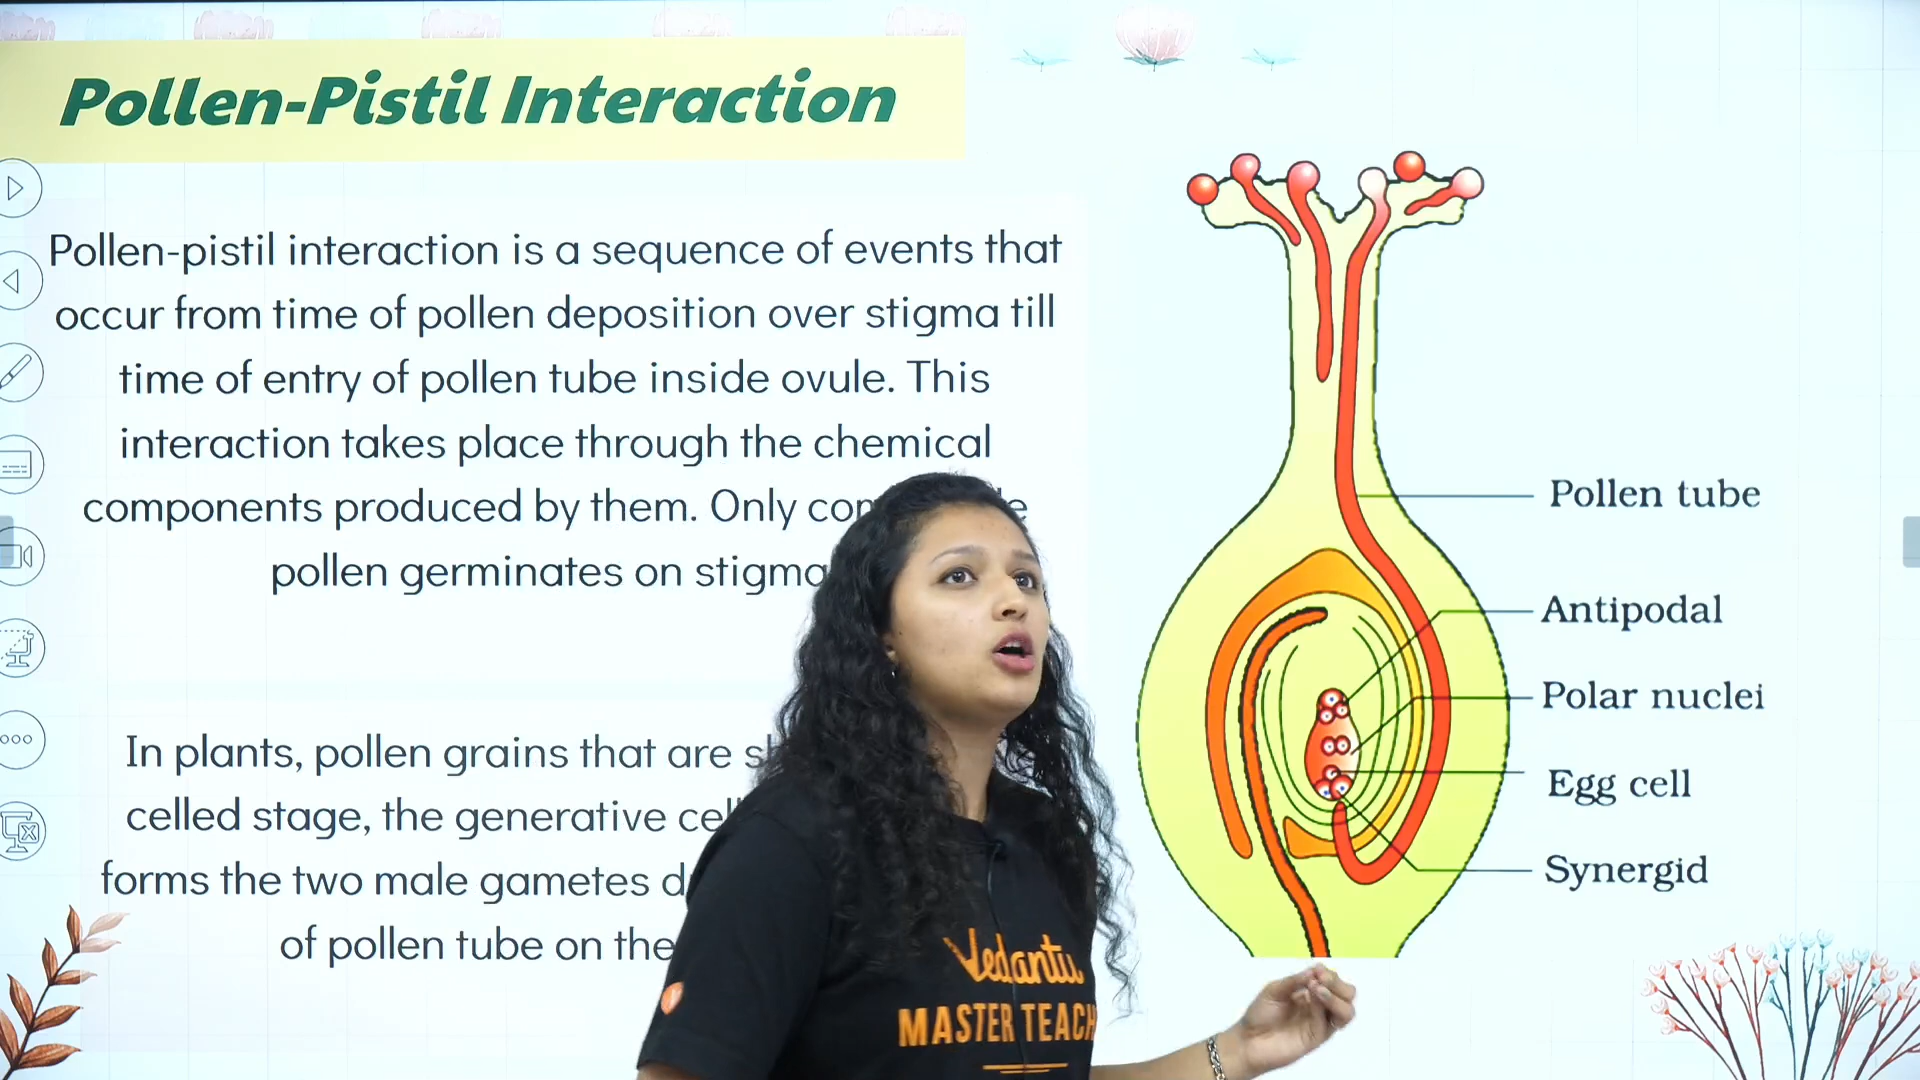 Pollen-Pistil Interaction
Pollen-pistil interaction is a sequence of events that
occur from time of pollen deposition over stigma till
time of entry of pollen tube inside ovule. This
interaction takes place through the chemical
components produced by them. Only
pollen germinates on stigma
In plants, pollen grains that are
celled stage, the generative
forms the two male gametes
of pollen tube on the
Pollen tube
Antipodal
Polar nuclei
Egg cell
Synergid
Vedantu
MASTER TEACH